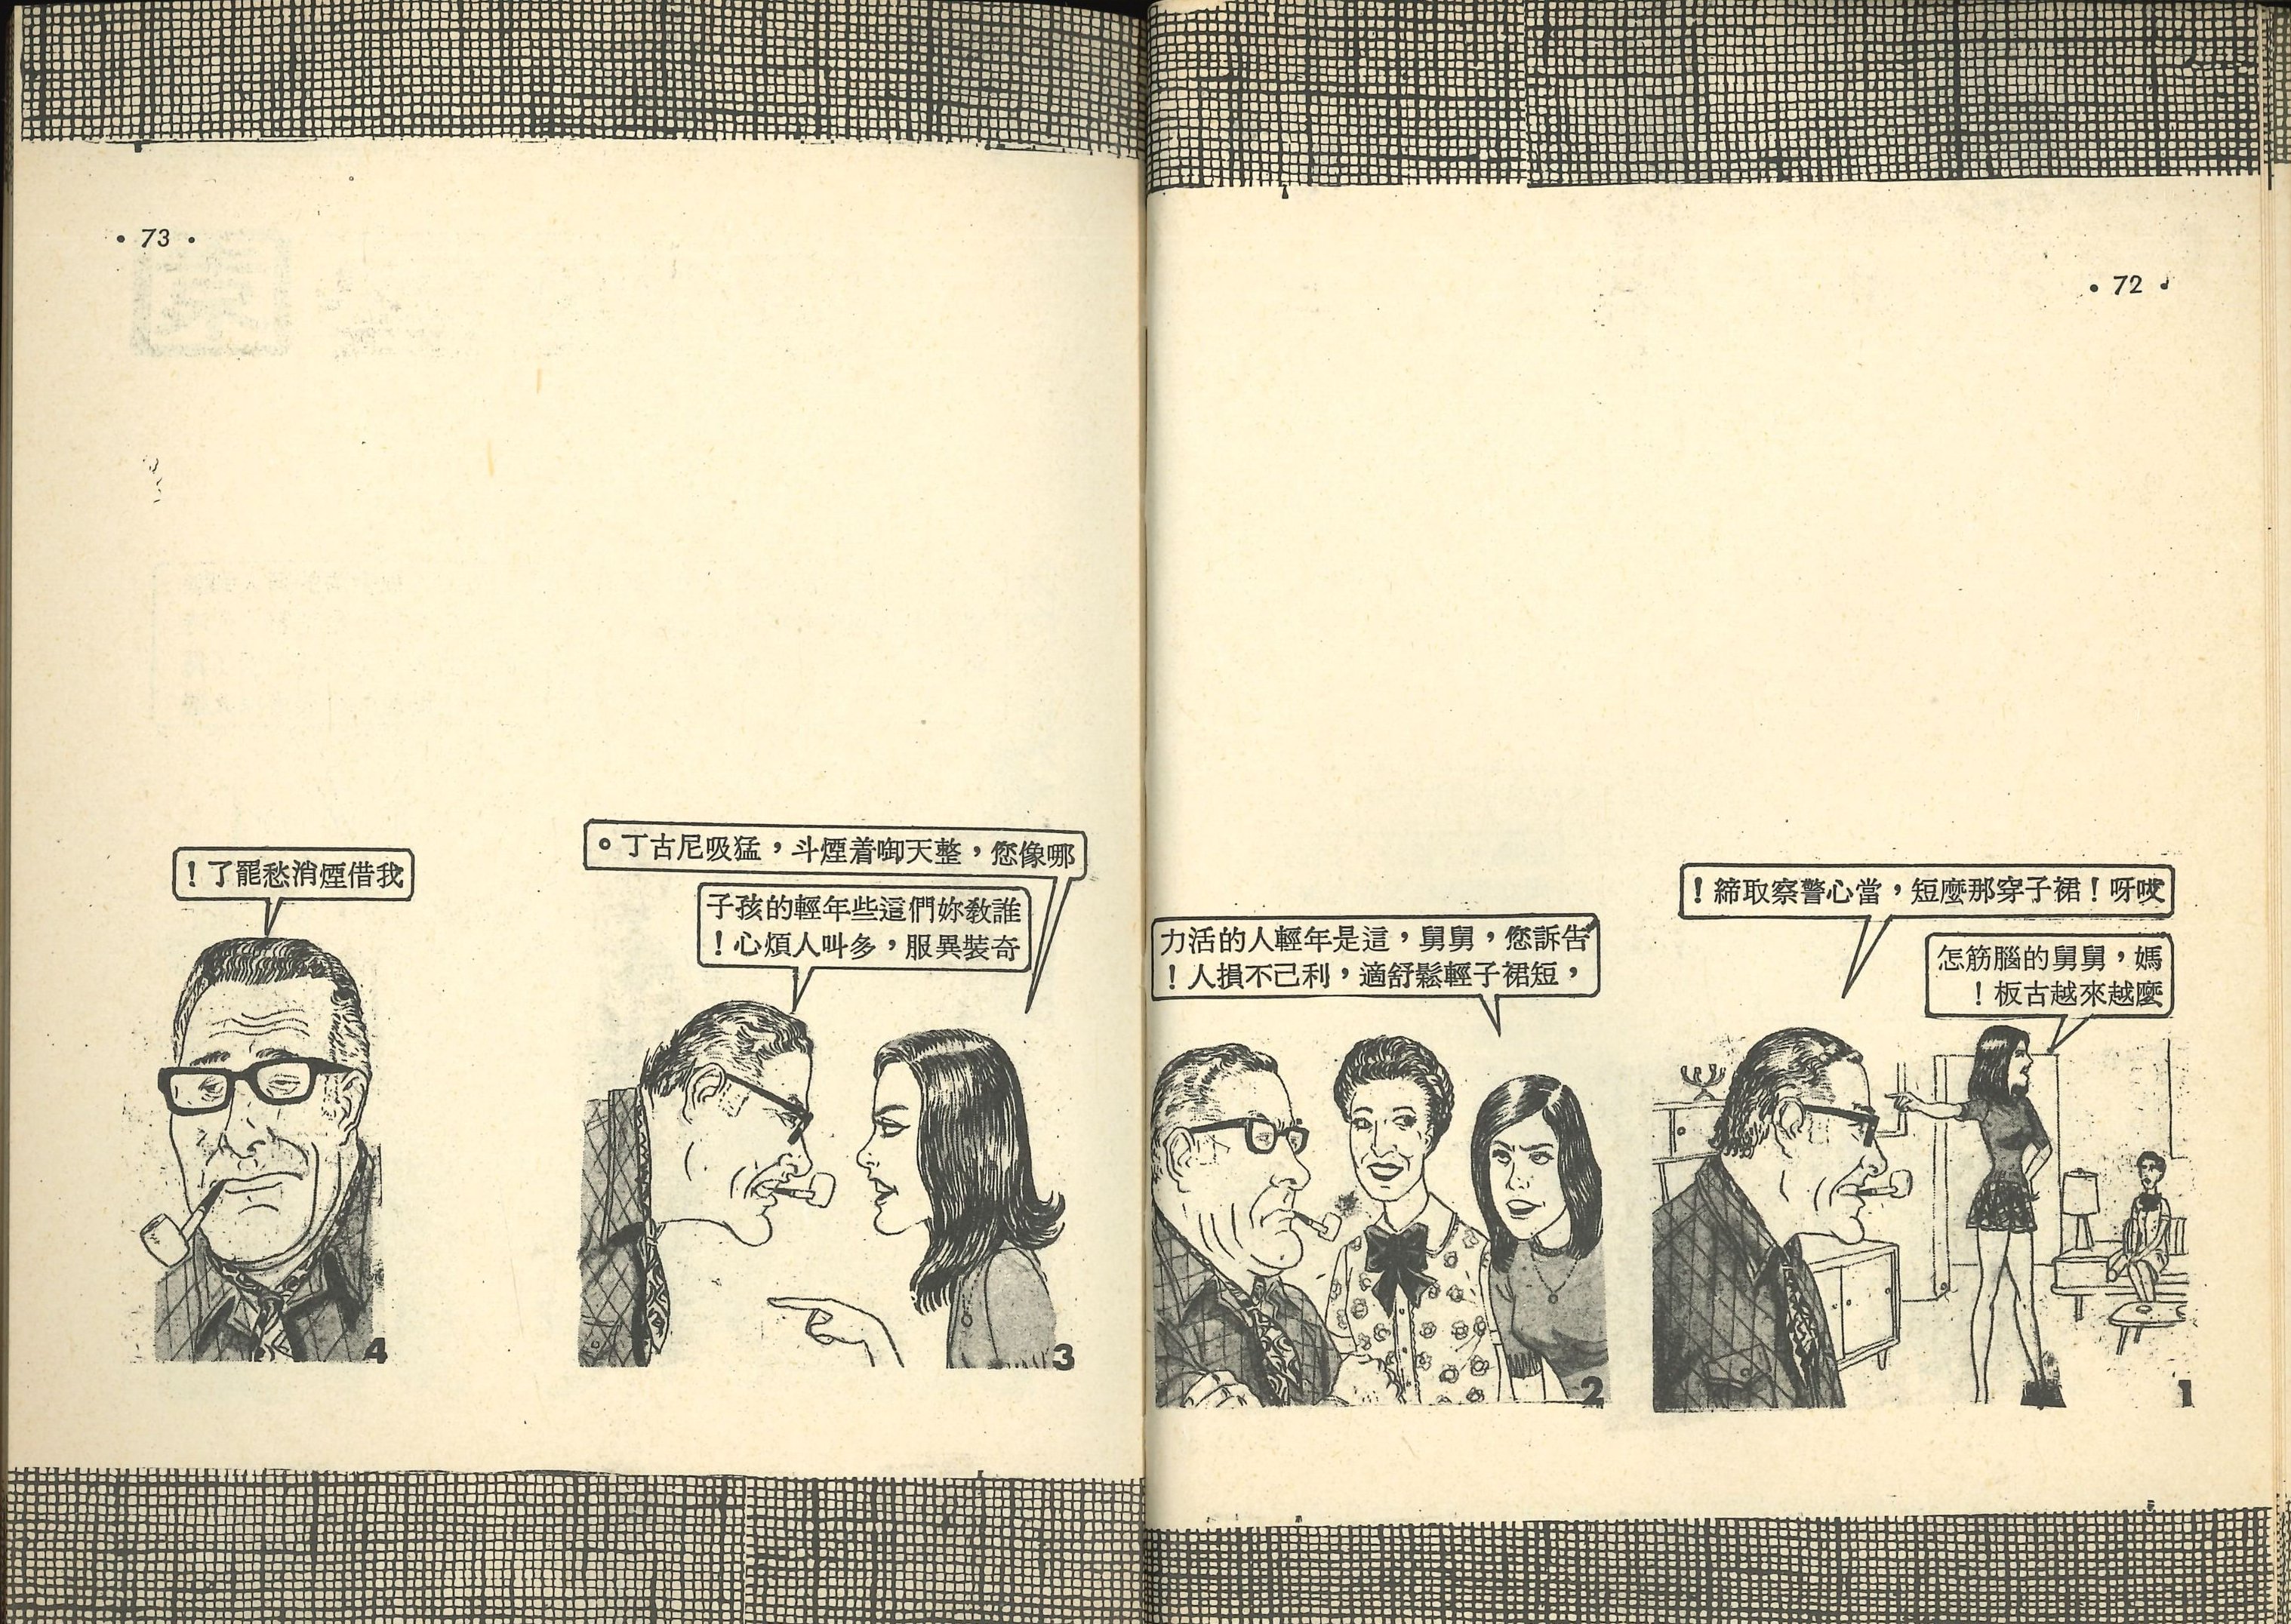 • 72 •
哎呀！裙子穿那麼短，當心警察取締！
媽，舅舅的腦筋怎
麼越來越古板！
告訴您，舅舅，這是年輕人的活力
，短裙子輕鬆舒適，利己不損人！
1
2
• 73 •
哪像您，整天啣着煙斗，猛吸尼古丁。
誰敎妳們這些年輕的孩子
奇裝異服，多叫人煩心！
我借煙消愁罷了！
3
4